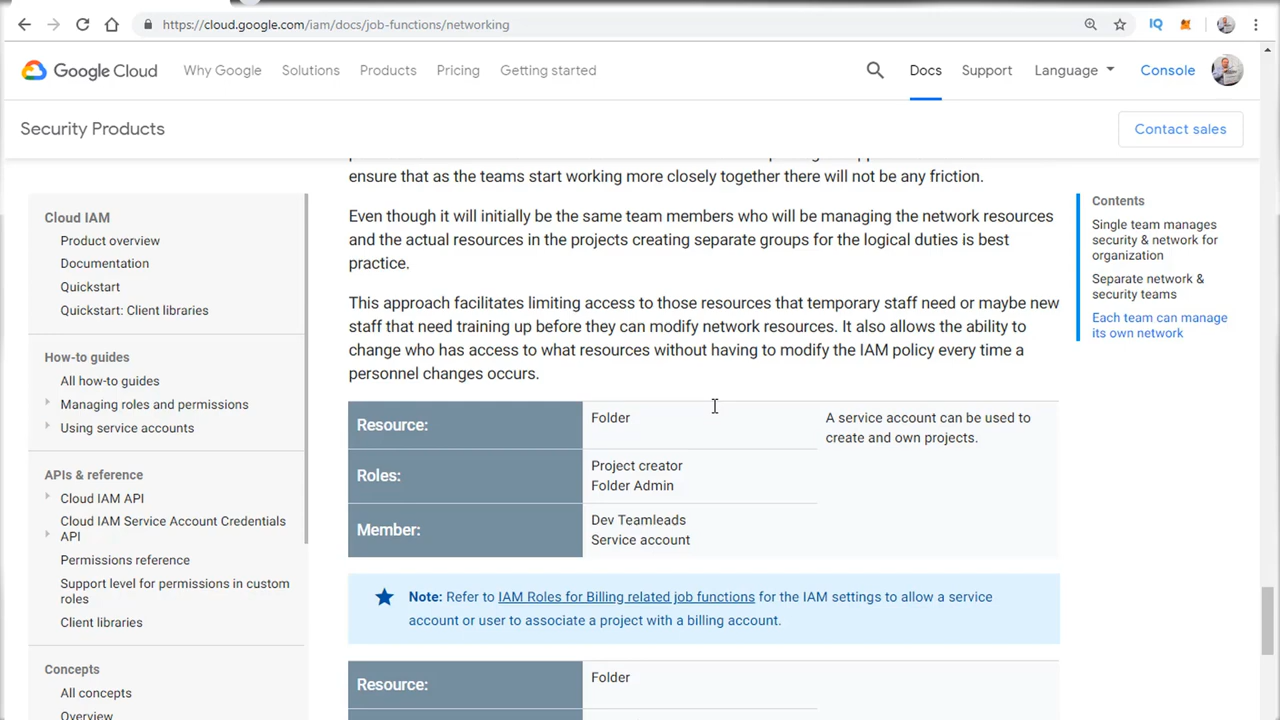 https://cloud.google.com/iam/docs/job-functions/networking
IQ
Google Cloud
Why Google
Solutions
Products
Pricing
Getting started
Docs
Support
Language
Console
Security Products
Contact sales
Cloud IAM
Product overview
Documentation
Quickstart
Quickstart: Client libraries
How-to guides
All how-to guides
Managing roles and permissions
Using service accounts
APIs & reference
Cloud IAM API
Cloud IAM Service Account Credentials
API
Permissions reference
Support level for permissions in custom
roles
Client libraries
Concepts
All concepts
Overview
ensure that as the teams start working more closely together there will not be any friction.
Even though it will initially be the same team members who will be managing the network resources
and the actual resources in the projects creating separate groups for the logical duties is best
practice.
This approach facilitates limiting access to those resources that temporary staff need or maybe new
staff that need training up before they can modify network resources. It also allows the ability to
change who has access to what resources without having to modify the IAM policy every time a
personnel changes occurs.
Resource:
Folder
A service account can be used to
create and own projects.
Roles:
Project creator
Folder Admin
Member:
Dev Teamleads
Service account
Note: Refer to IAM Roles for Billing related job functions for the IAM settings to allow a service
account or user to associate a project with a billing account.
Resource:
Folder
Contents
Single team manages
security & network for
organization
Separate network &
security teams
Each team can manage
its own network